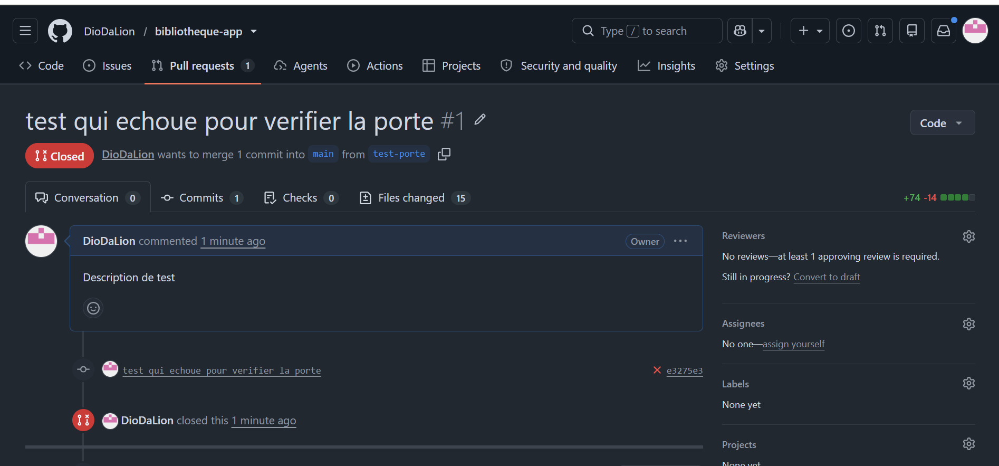 DioDaLion / bibliotheque-app
Type / to search
Code
Issues
Pull requests 1
Agents
Actions
Projects
Security and quality
Insights
Settings
test qui echoue pour verifier la porte #1
Code
Closed
DioDaLion wants to merge 1 commit into main from test-porte
Conversation 0
Commits 1
Checks 0
Files changed 15
+74 -14
DioDaLion commented 1 minute ago
Owner
Description de test
test qui echoue pour verifier la porte
e3275e3
DioDaLion closed this 1 minute ago
Reviewers
No reviews—at least 1 approving review is required.
Still in progress? Convert to draft
Assignees
No one—assign yourself
Labels
None yet
Projects
None yet